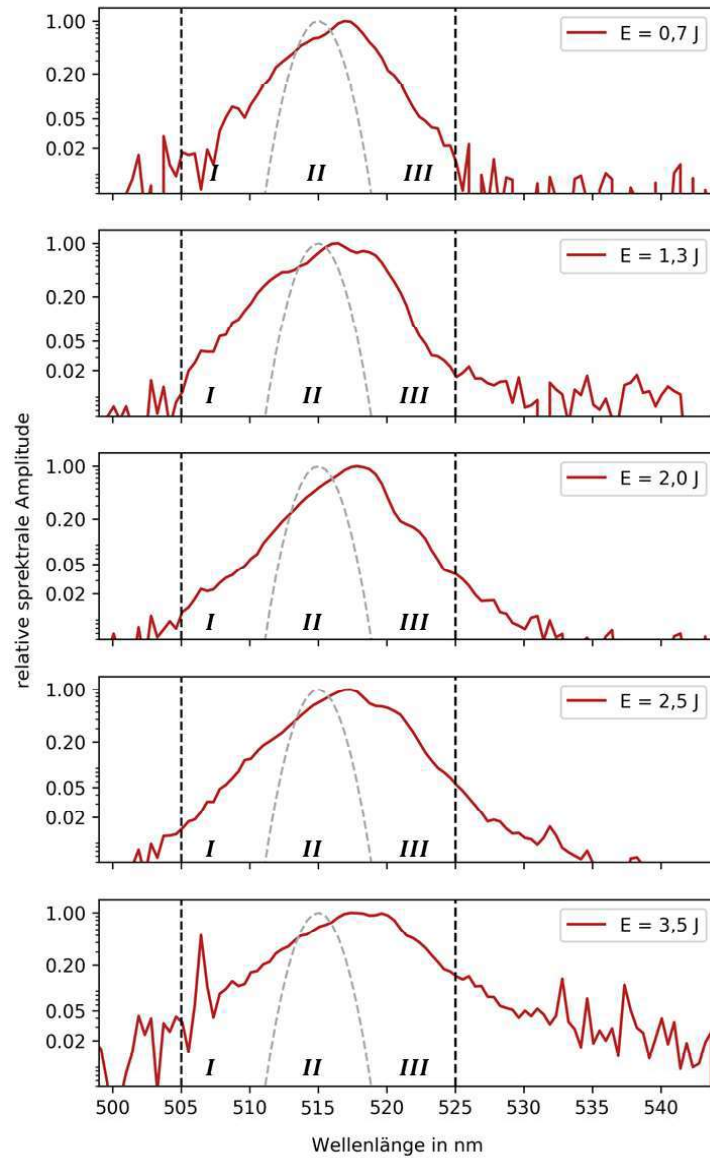 1.00
0.20
0.05
0.02
I II III
E = 0,7 J
1.00
0.20
0.05
0.02
I II III
E = 1,3 J
1.00
0.20
0.05
0.02
I II III
E = 2,0 J
1.00
0.20
0.05
0.02
I II III
E = 2,5 J
1.00
0.20
0.05
0.02
I II III
E = 3,5 J
relative sprektrale Amplitude
500 505 510 515 520 525 530 535 540
Wellenlänge in nm